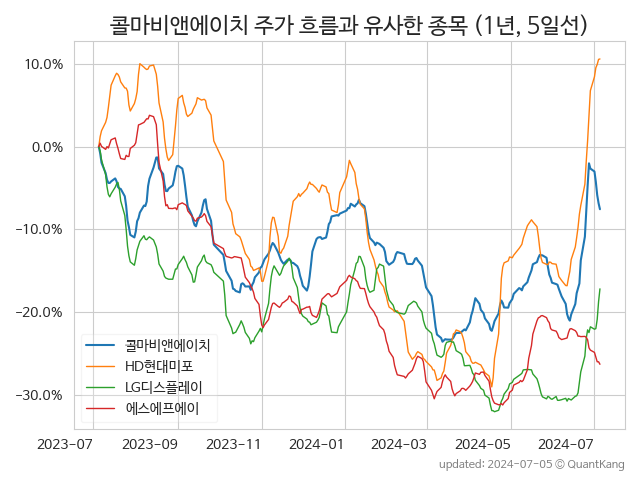 콜마비앤에이치 주가 흐름과 유사한 종목 (1년, 5일선)
10.0%
0.0%
−10.0%
−20.0%
−30.0%
콜마비앤에이치
HD현대미포
LG디스플레이
에스에프에이
2023-07 2023-09 2023-11 2024-01 2024-03 2024-05 2024-07
updated: 2024-07-05 © QuantKang